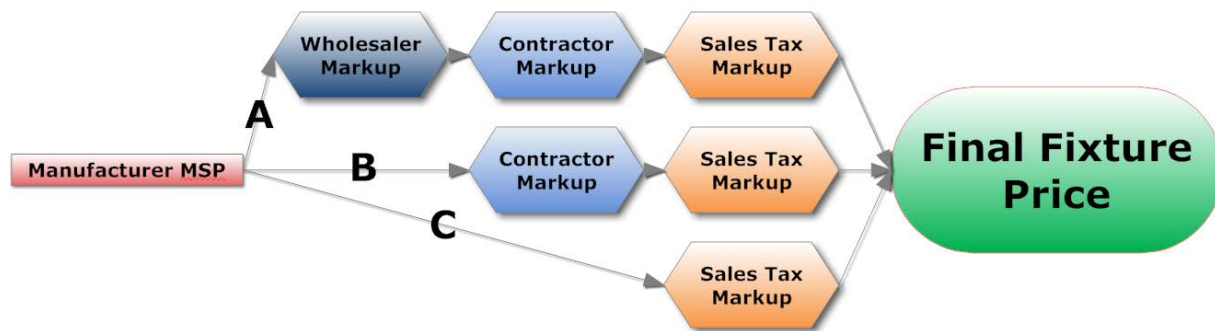 Wholesaler
Markup
Contractor
Markup
Sales Tax
Markup
A
Manufacturer MSP
B
Contractor
Markup
Sales Tax
Markup
Final Fixture
Price
C
Sales Tax
Markup